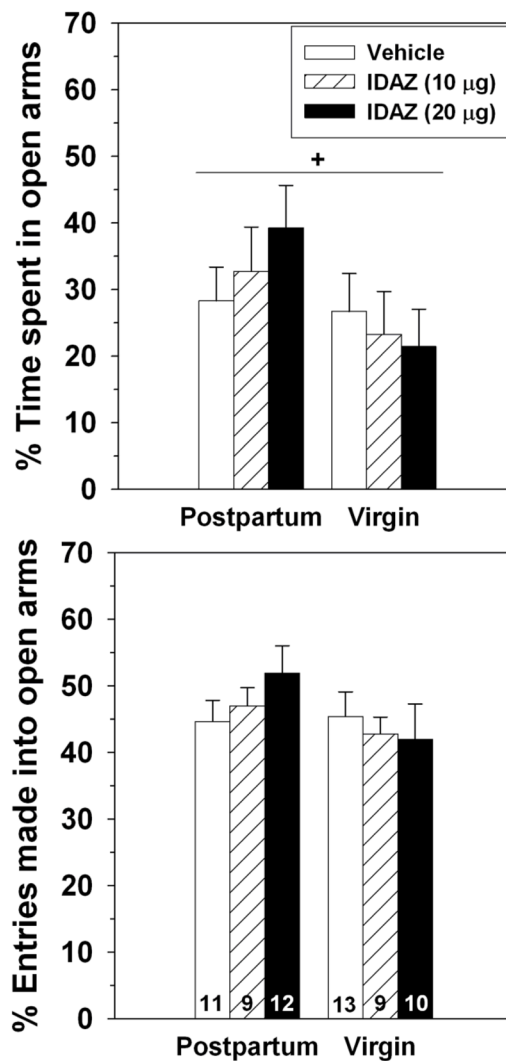 % Time spent in open arms
70
60
50
40
30
20
10
0
Vehicle
IDAZ (10 μg)
IDAZ (20 μg)
+
Postpartum Virgin
% Entries made into open arms
70
60
50
40
30
20
10
0
11 9 12 13 9 10
Postpartum Virgin